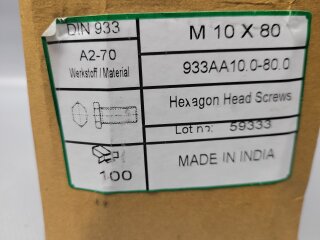 DIN 933
M 10 X 80
A2-70
Werkstoff / Material
933AA10.0-80.0
Hexagon Head Screws
Lot no: 59333
100
MADE IN INDIA